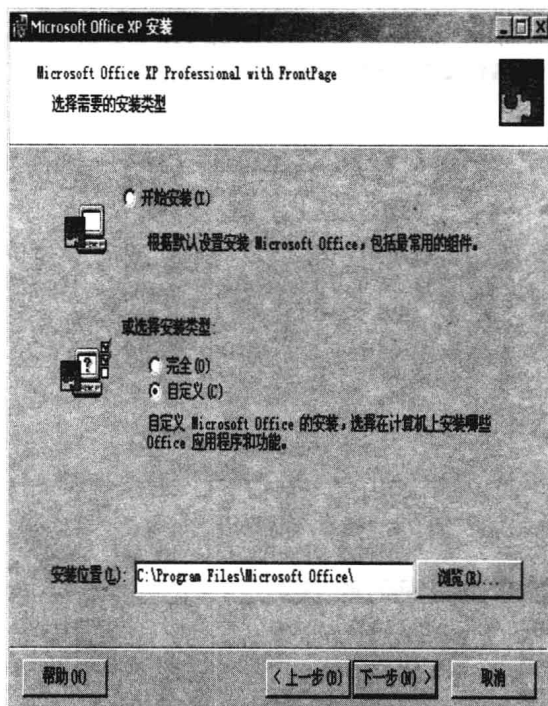 Microsoft Office XP 安装
Microsoft Office XP Professional with FrontPage
选择需要的安装类型
开始安装(I)
根据默认设置安装 Microsoft Office，包括最常用的组件。
或选择安装类型:
完全(O)
自定义(C)
自定义 Microsoft Office 的安装，选择在计算机上安装哪些
Office 应用程序和功能。
安装位置(L): C:\Program Files\Microsoft Office\ 浏览(R)...
帮助(H) < 上一步(B) 下一步(N) > 取消